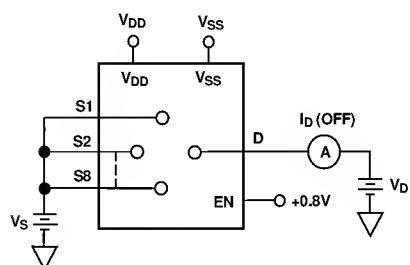 VDD VSS
VDD VSS
S1
S2
S8
D
ID (OFF)
A
VS
VD
EN
+0.8V